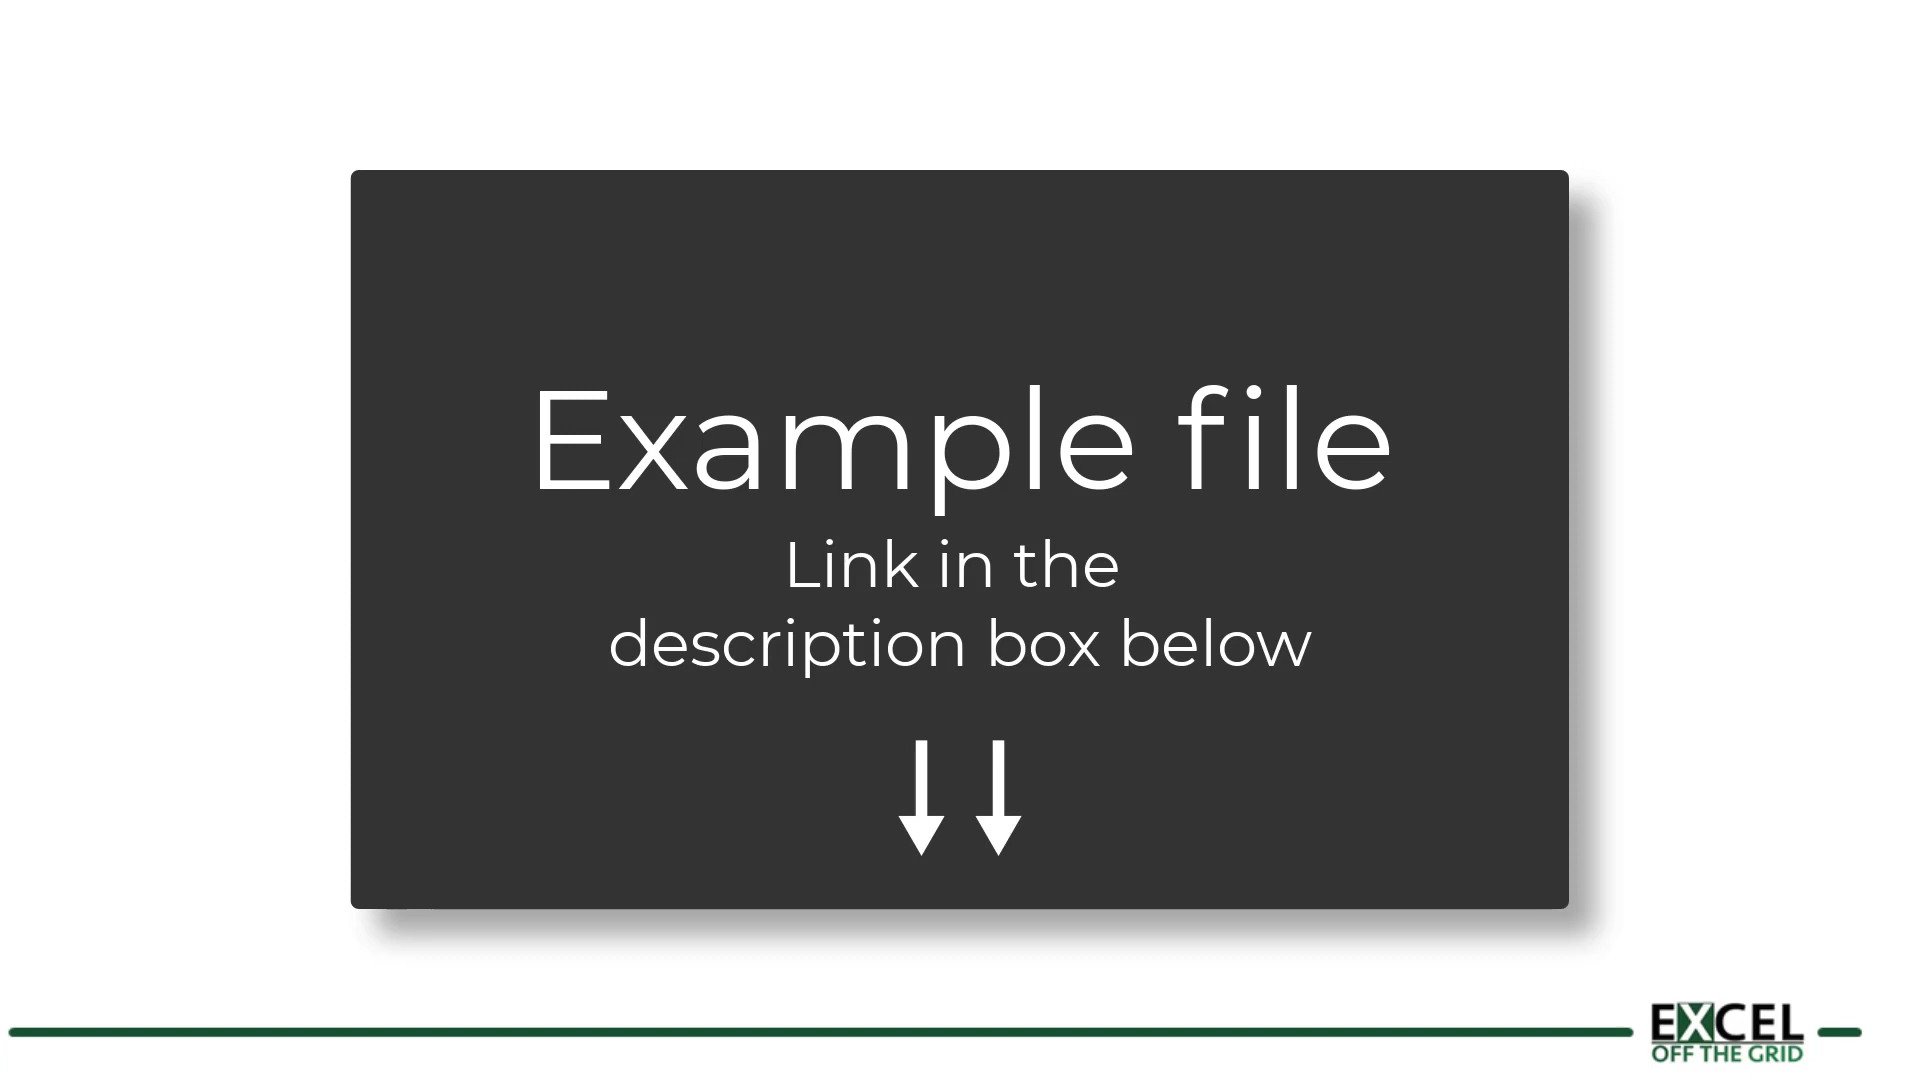 Example file
Link in the
description box below
EXCEL
OFF THE GRID